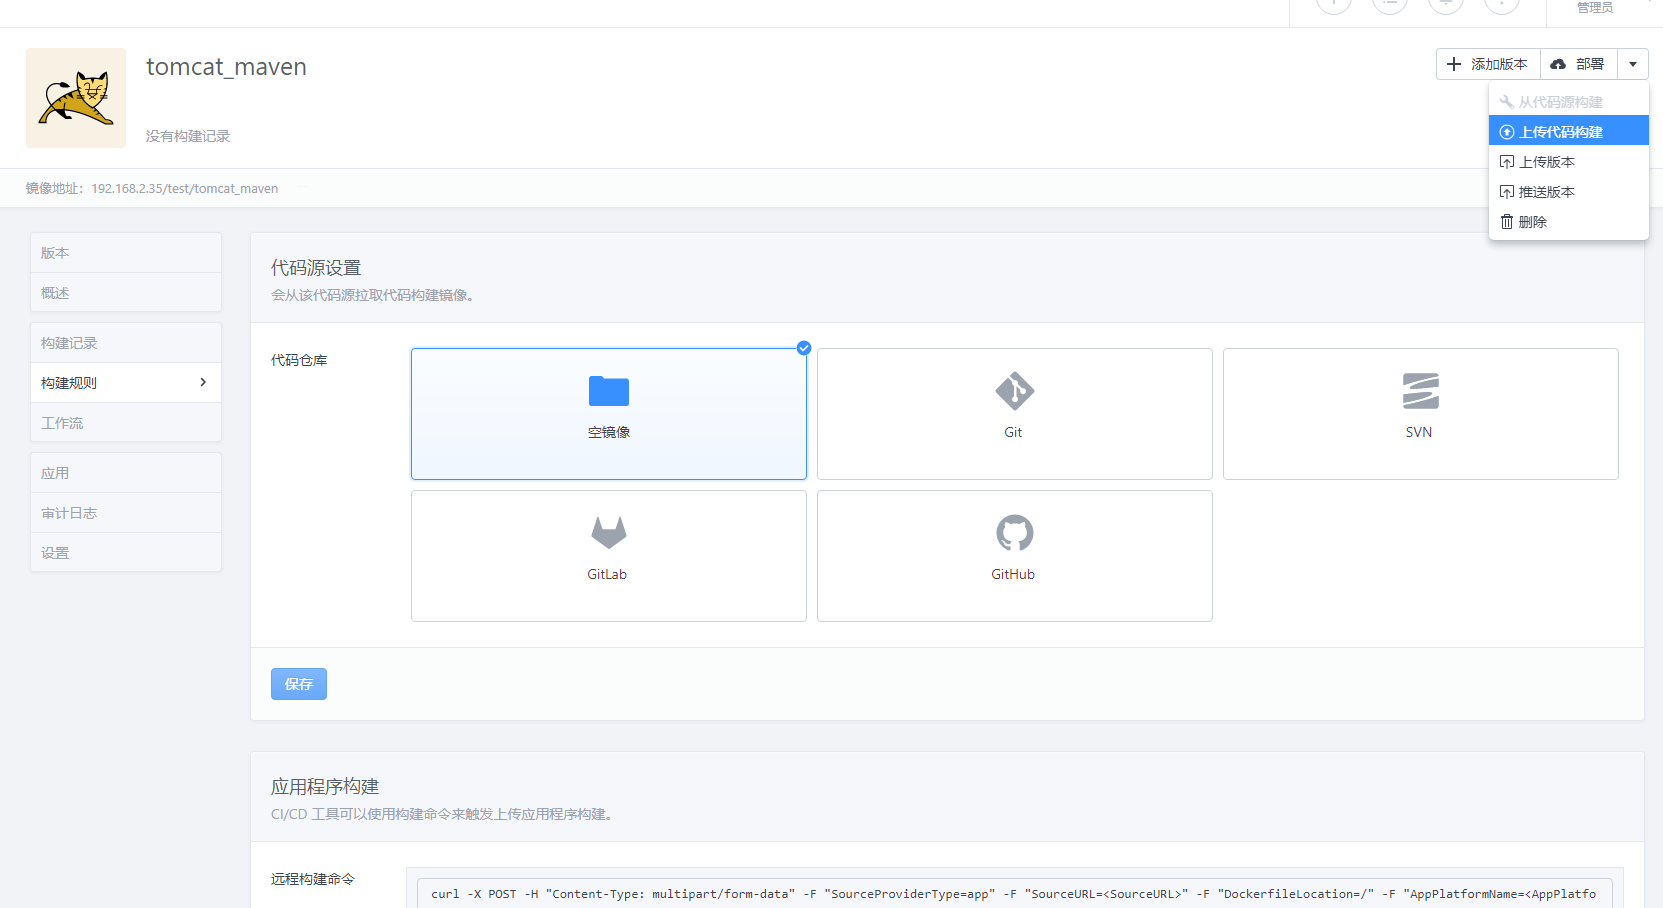 管理员
tomcat_maven
添加版本
部署
没有构建记录
从代码源构建
上传代码构建
上传版本
推送版本
删除
镜像地址：192.168.2.35/test/tomcat_maven
版本
概述
构建记录
构建规则
工作流
应用
审计日志
设置
代码源设置
会从该代码源拉取代码构建镜像。
代码仓库
空镜像
Git
SVN
GitLab
GitHub
保存
应用程序构建
CI/CD 工具可以使用构建命令来触发上传应用程序构建。
远程构建命令
curl -X POST -H "Content-Type: multipart/form-data" -F "SourceProviderType=app" -F "SourceURL=<SourceURL>" -F "DockerfileLocation=/" -F "AppPlatformName=<AppPlatfo